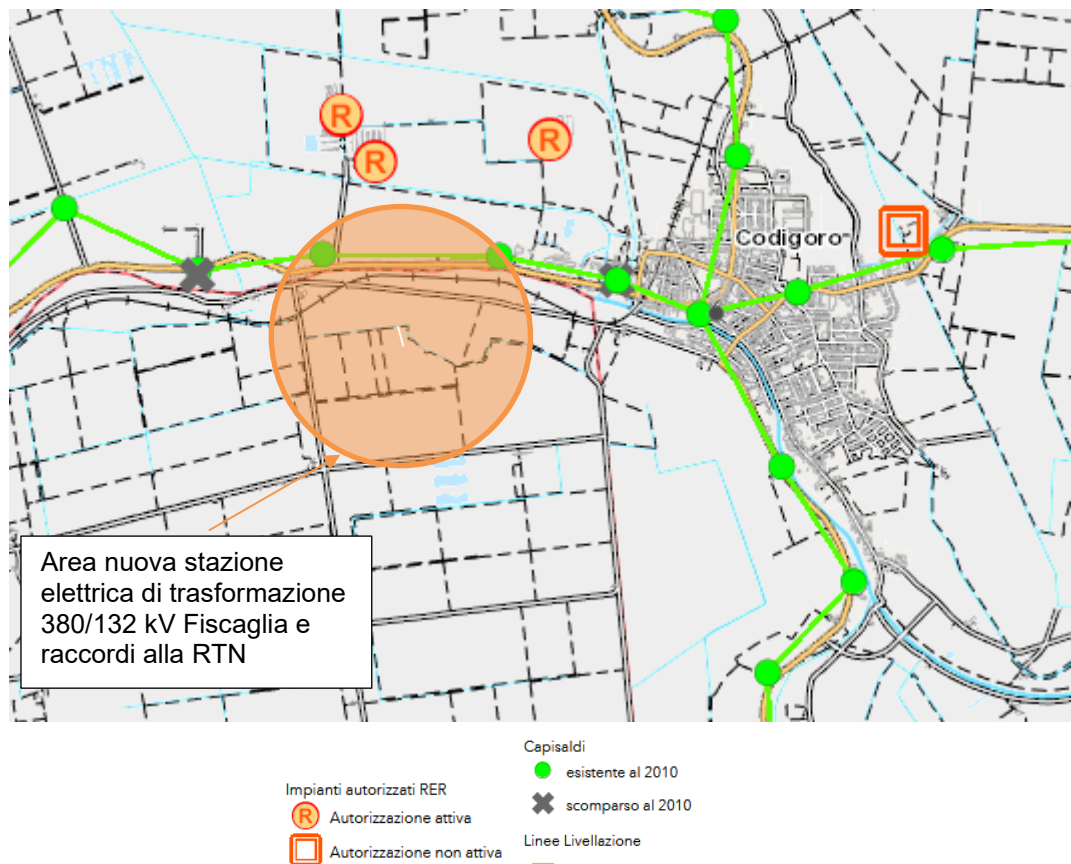 R
R
R
Codigoro
Area nuova stazione
elettrica di trasformazione
380/132 kV Fiscaglia e
raccordi alla RTN
Capisaldi
esistente al 2010
Impianti autorizzati RER
scomparso al 2010
R Autorizzazione attiva
Linee Livellazione
Autorizzazione non attiva